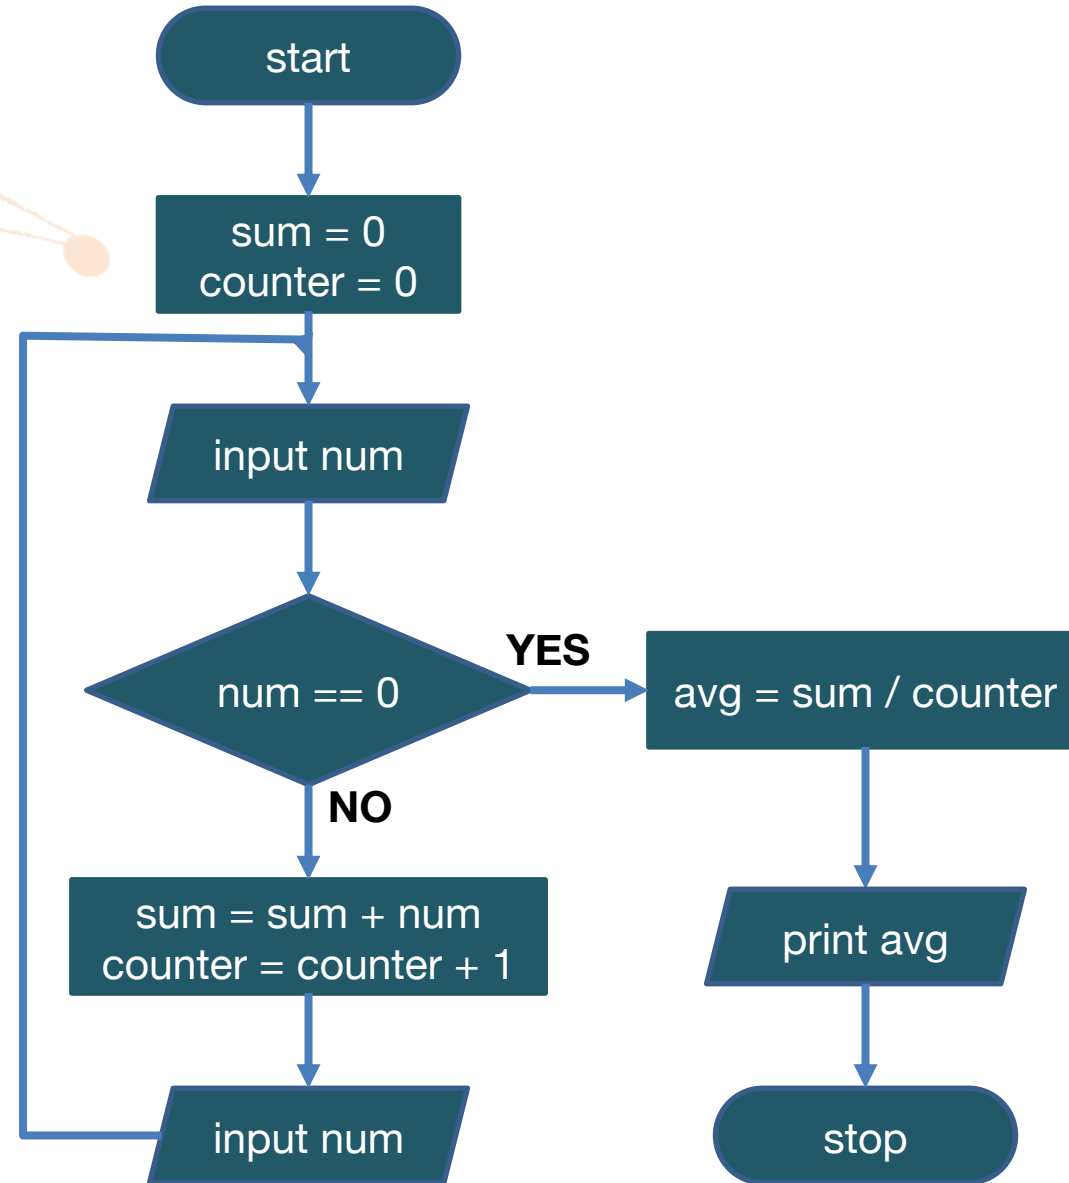 start
sum = 0
counter = 0
input num
num == 0
YES
avg = sum / counter
NO
sum = sum + num
counter = counter + 1
print avg
input num
stop